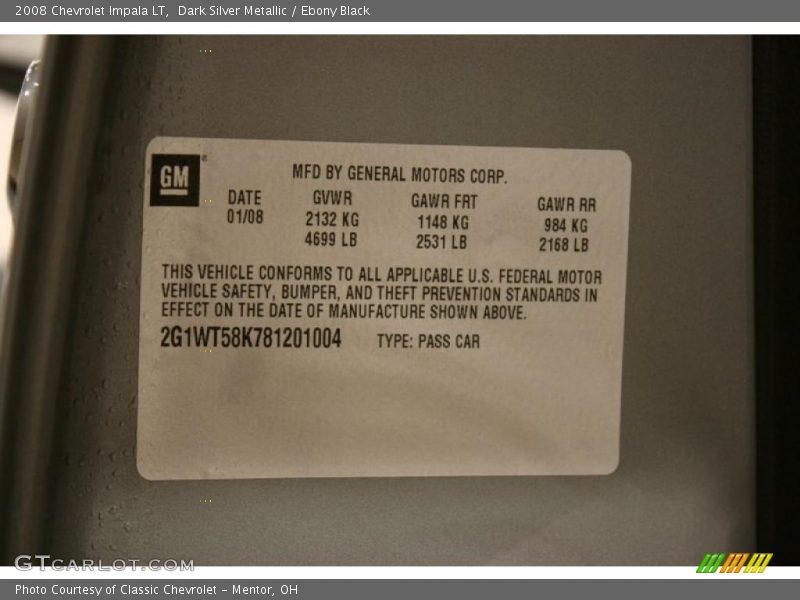 2008 Chevrolet Impala LT,  Dark Silver Metallic / Ebony Black
GM
MFD BY GENERAL MOTORS CORP.
DATE GVWR GAWR FRT GAWR RR
01/08 2132 KG 1148 KG 984 KG
4699 LB 2531 LB 2168 LB
THIS VEHICLE CONFORMS TO ALL APPLICABLE U.S. FEDERAL MOTOR
VEHICLE SAFETY, BUMPER, AND THEFT PREVENTION STANDARDS IN
EFFECT ON THE DATE OF MANUFACTURE SHOWN ABOVE.
2G1WT58K781201004 TYPE: PASS CAR
GTCARLOT.COM
Photo Courtesy of Classic Chevrolet - Mentor, OH